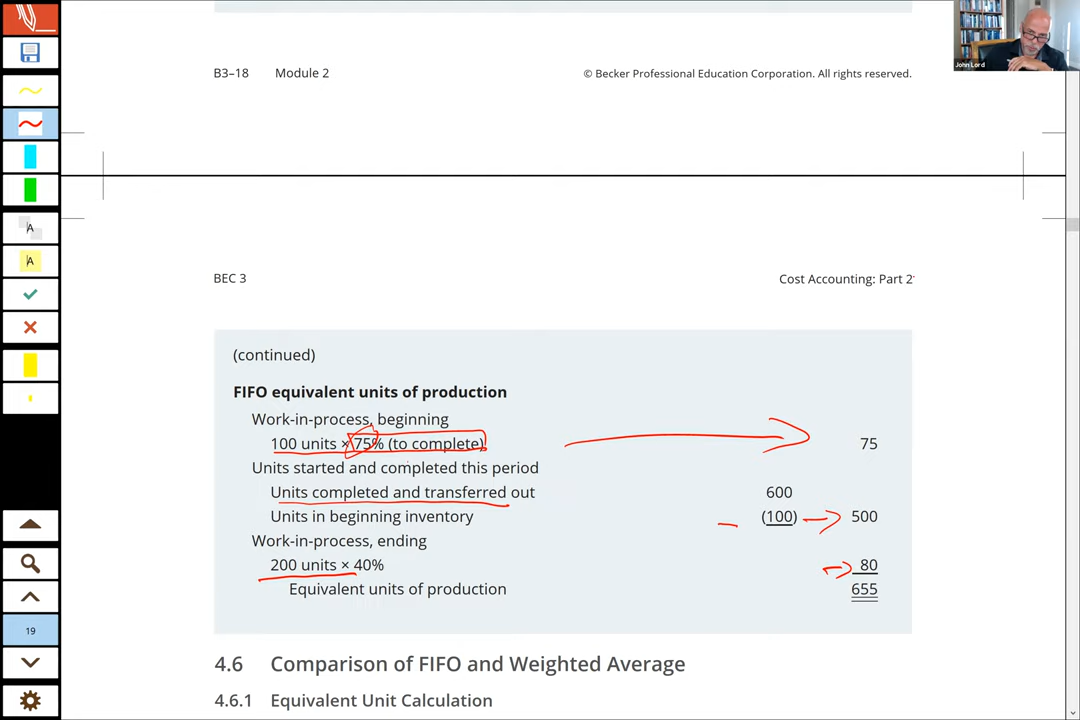 John Lord
B3–18 Module 2 © Becker Professional Education Corporation. All rights reserved.
A
A
BEC 3 Cost Accounting: Part 2
(continued)
FIFO equivalent units of production
Work-in-process, beginning
100 units × 75% (to complete) 75
Units started and completed this period
Units completed and transferred out 600
Units in beginning inventory (100) 500
Work-in-process, ending
200 units × 40% 80
Equivalent units of production 655
19
4.6 Comparison of FIFO and Weighted Average
4.6.1 Equivalent Unit Calculation